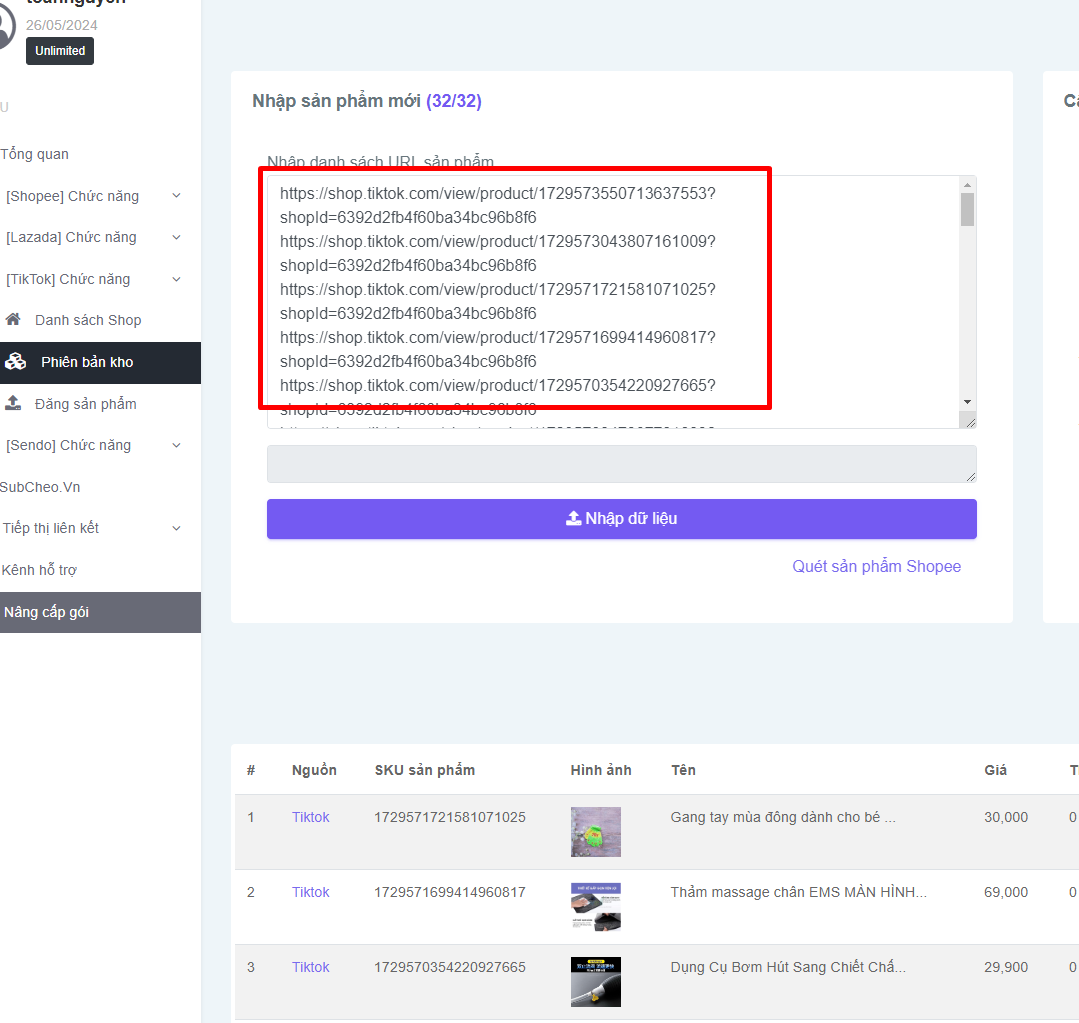 26/05/2024
Unlimited
U
Tổng quan
[Shopee] Chức năng
[Lazada] Chức năng
[TikTok] Chức năng
Danh sách Shop
Phiên bản kho
Đăng sản phẩm
[Sendo] Chức năng
SubCheo.Vn
Tiếp thị liên kết
Kênh hỗ trợ
Nâng cấp gói
Nhập sản phẩm mới (32/32)
Nhập danh sách URL sản phẩm
https://shop.tiktok.com/view/product/1729573550713637553?
shopId=6392d2fb4f60ba34bc96b8f6
https://shop.tiktok.com/view/product/1729573043807161009?
shopId=6392d2fb4f60ba34bc96b8f6
https://shop.tiktok.com/view/product/1729571721581071025?
shopId=6392d2fb4f60ba34bc96b8f6
https://shop.tiktok.com/view/product/1729571699414960817?
shopId=6392d2fb4f60ba34bc96b8f6
https://shop.tiktok.com/view/product/1729570354220927665?
shopId=6392d2fb4f60ba34bc96b8f6
Nhập dữ liệu
Quét sản phẩm Shopee
# Nguồn SKU sản phẩm Hình ảnh Tên Giá
1 Tiktok 1729571721581071025 Gang tay mùa đông dành cho bé ... 30,000 0
2 Tiktok 1729571699414960817 Thảm massage chân EMS MÀN HÌNH... 69,000 0
3 Tiktok 1729570354220927665 Dụng Cụ Bơm Hút Sang Chiết Chấ... 29,900 0